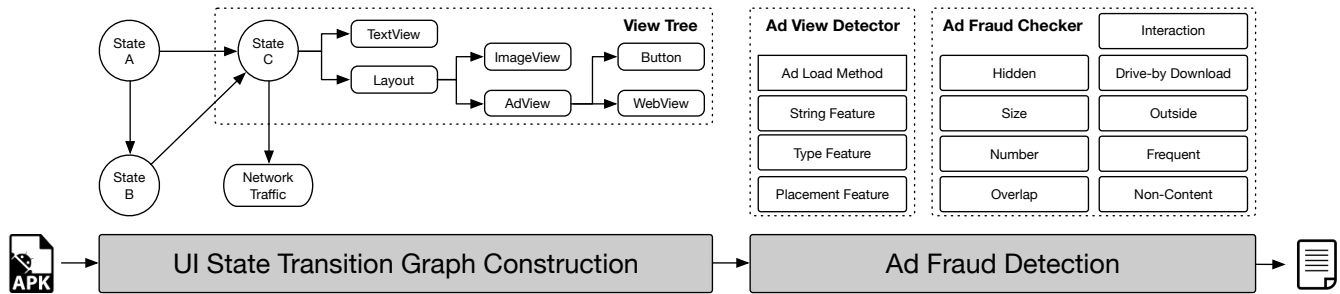 View Tree
State
A
State
C
TextView
Layout
ImageView
AdView
Button
WebView
State
B
Network
Traffic
Ad View Detector
Ad Load Method
String Feature
Type Feature
Placement Feature
Ad Fraud Checker
Interaction
Hidden
Drive-by Download
Size
Outside
Number
Frequent
Overlap
Non-Content
APK
UI State Transition Graph Construction
Ad Fraud Detection